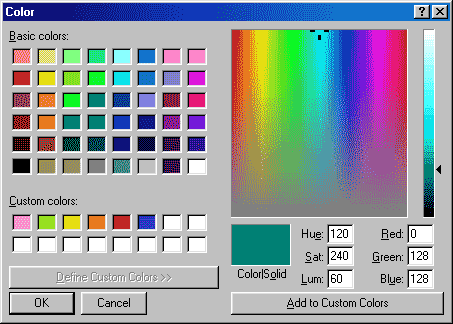 Color
Basic colors:
Custom colors:
Define Custom Colors >>
OK
Cancel
Color|Solid
Hue: 120
Sat: 240
Lum: 60
Red: 0
Green: 128
Blue: 128
Add to Custom Colors